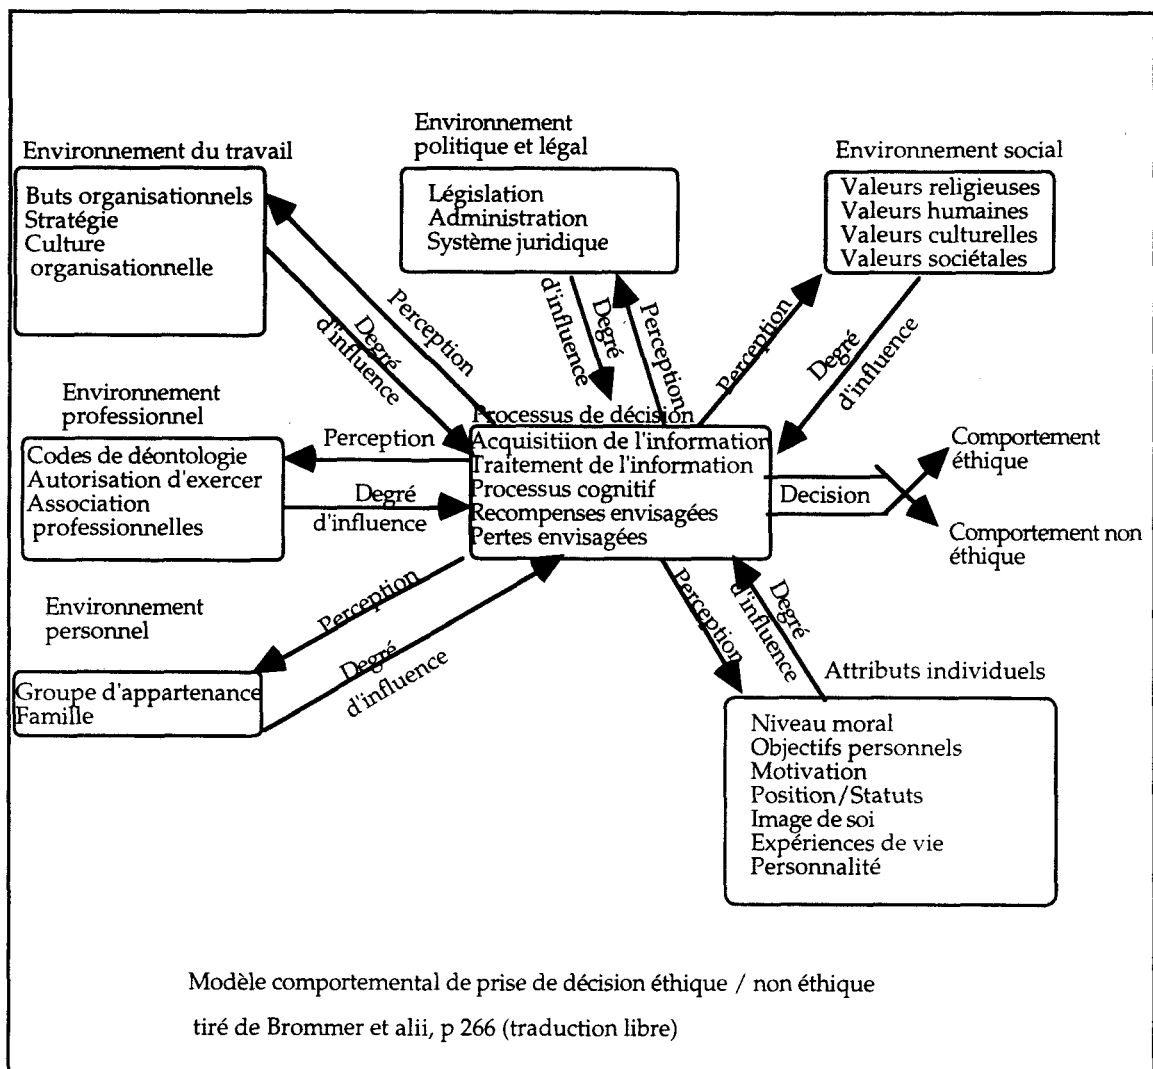 Environnement
politique et légal
Environnement du travail
Environnement social
Buts organisationnels
Stratégie
Culture
organisationnelle
Législation
Administration
Système juridique
Valeurs religieuses
Valeurs humaines
Valeurs culturelles
Valeurs sociétales
Perception
Degré
d'influence
Degré
d'influence
Perception
Perception
Degré
d'influence
Environnement
professionnel
Codes de déontologie
Autorisation d'exercer
Association
professionnelles
Perception
Degré
d'influence
Processus de décision
Acquisitiion de l'information
Traitement de l'information
Processus cognitif
Recompenses envisagées
Pertes envisagées
Decision
Comportement
éthique
Comportement non
éthique
Environnement
personnel
Groupe d'appartenance
Famille
Perception
Degré
d'influence
Perception
Degré
d'influence
Attributs individuels
Niveau moral
Objectifs personnels
Motivation
Position/Statuts
Image de soi
Expériences de vie
Personnalité
Modèle comportemental de prise de décision éthique / non éthique
tiré de Brommer et alii, p 266 (traduction libre)